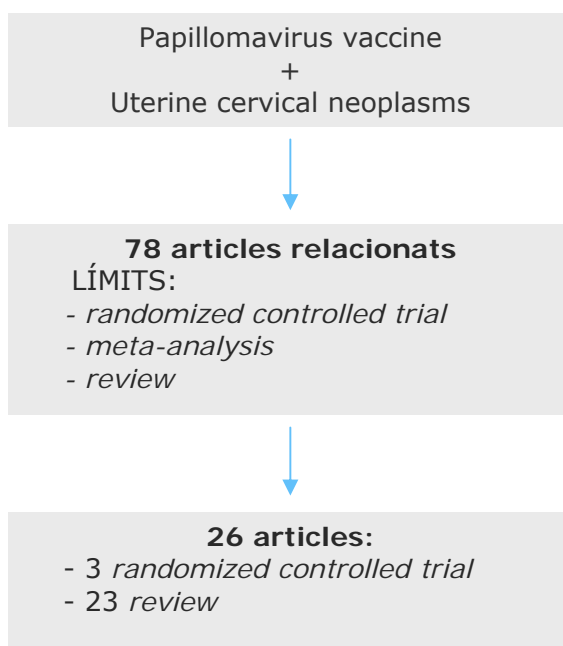 Papillomavirus vaccine
+
Uterine cervical neoplasms
78 articles relacionats
LÍMITS:
- randomized controlled trial
- meta-analysis
- review
26 articles:
- 3 randomized controlled trial
- 23 review